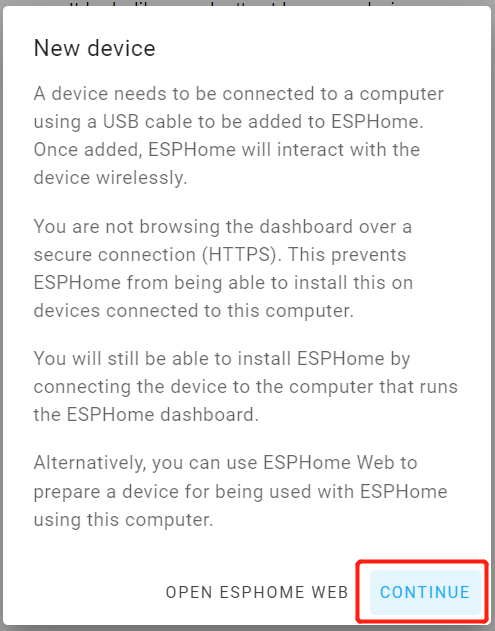 New device
A device needs to be connected to a computer
using a USB cable to be added to ESPHome.
Once added, ESPHome will interact with the
device wirelessly.
You are not browsing the dashboard over a
secure connection (HTTPS). This prevents
ESPHome from being able to install this on
devices connected to this computer.
You will still be able to install ESPHome by
connecting the device to the computer that runs
the ESPHome dashboard.
Alternatively, you can use ESPHome Web to
prepare a device for being used with ESPHome
using this computer.
OPEN ESPHOME WEB CONTINUE